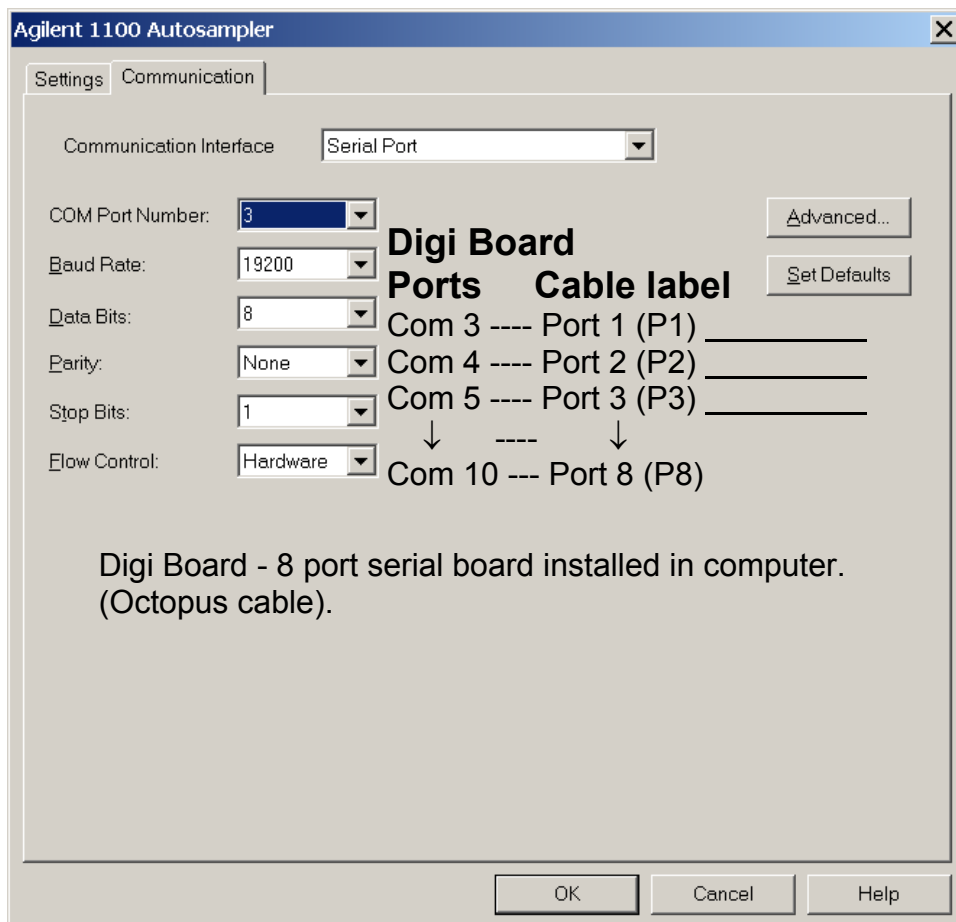 Agilent 1100 Autosampler
Settings Communication
Communication Interface Serial Port
COM Port Number: 3
Advanced...
Digi Board
Baud Rate: 19200
Set Defaults
Ports Cable label
Data Bits: 8
Com 3 ---- Port 1 (P1) __________
Parity: None
Com 4 ---- Port 2 (P2) __________
Com 5 ---- Port 3 (P3) __________
Stop Bits: 1
↓ ---- ↓
Flow Control: Hardware
Com 10 --- Port 8 (P8)
Digi Board - 8 port serial board installed in computer.
(Octopus cable).
OK Cancel Help